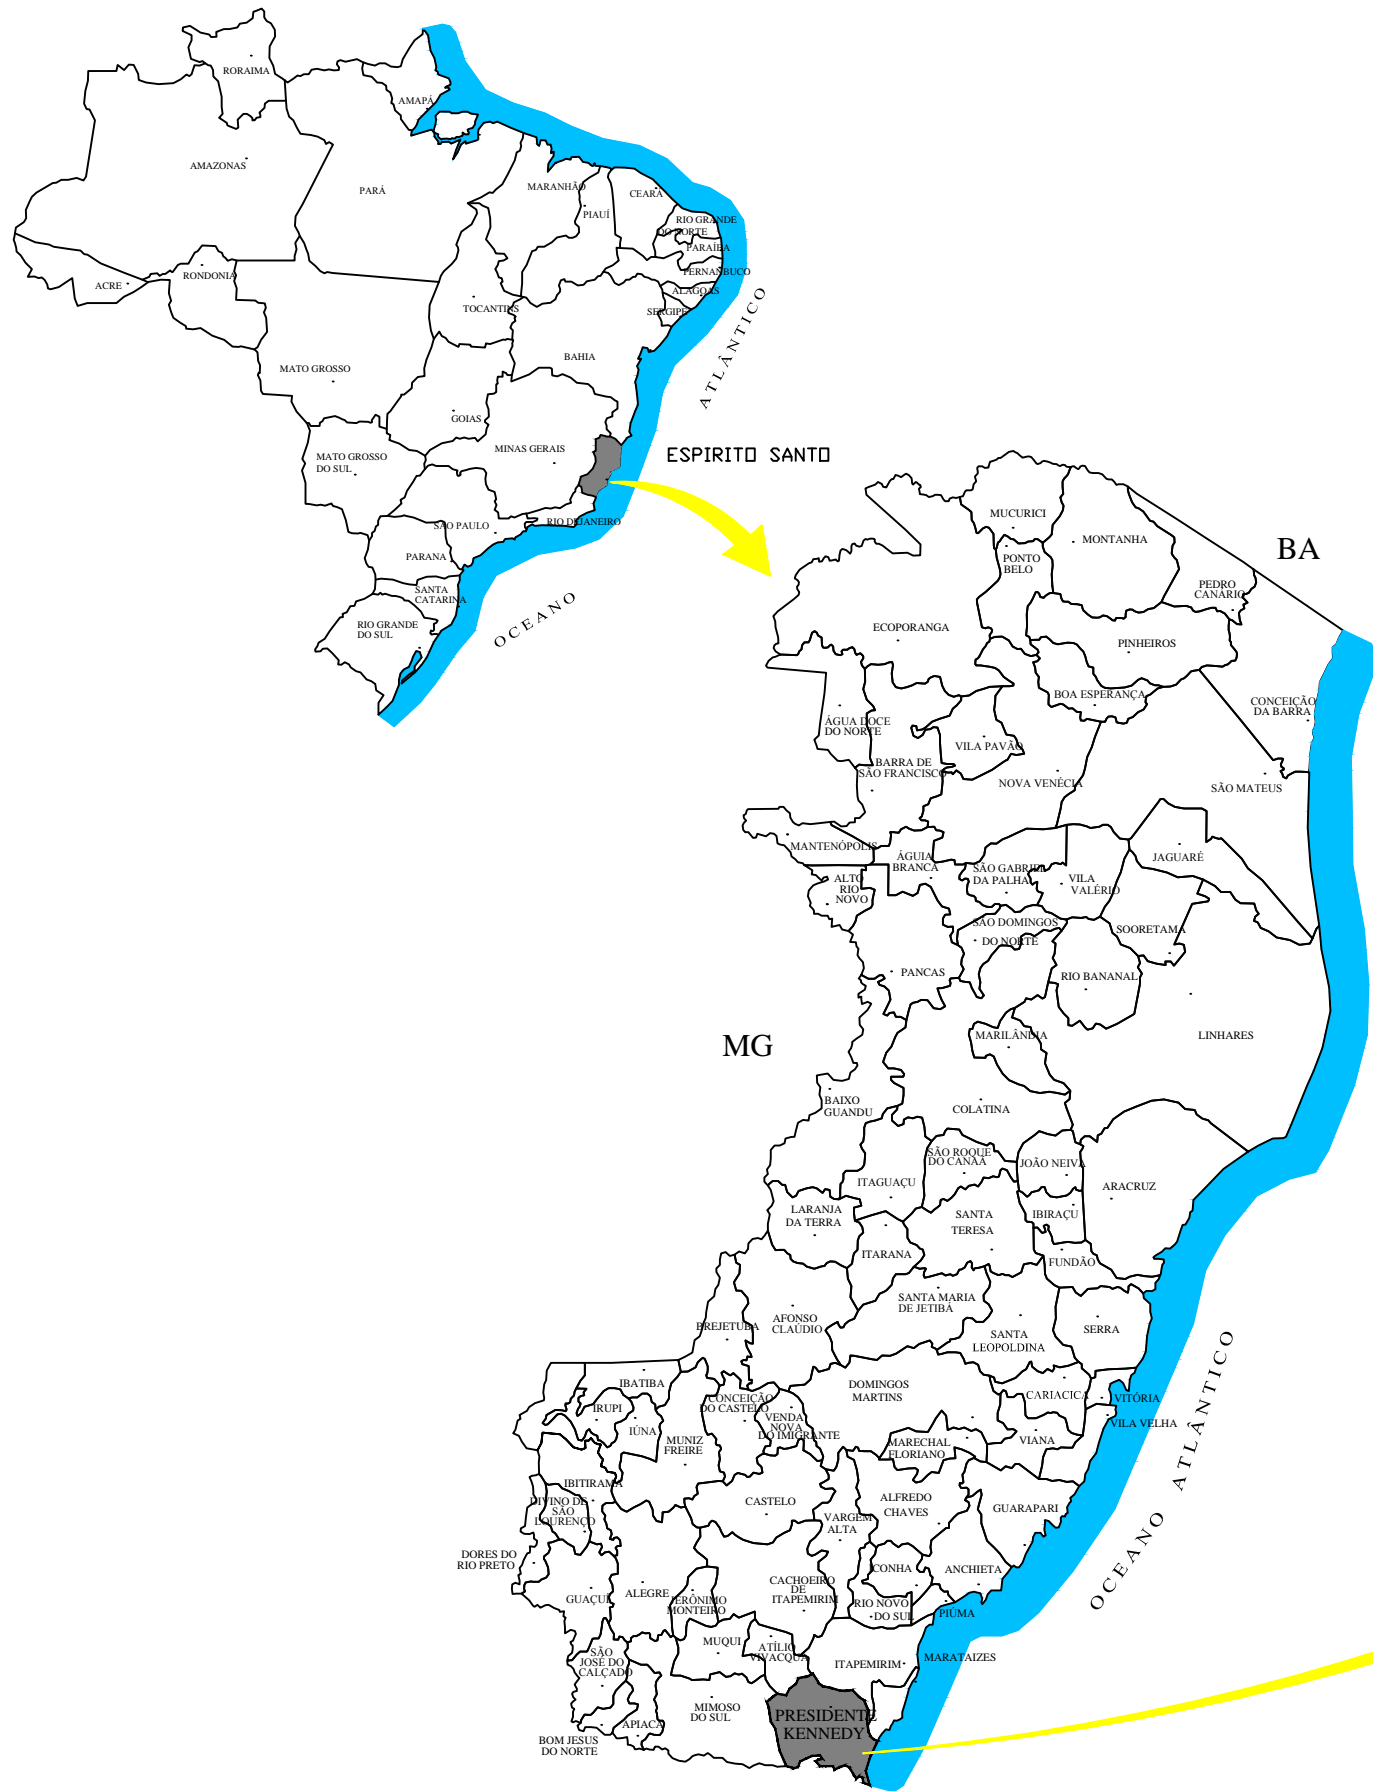 RORAIMA
AMAPÁ
AMAZONAS
PARÁ
MARANHÃO
CEARÁ
PIAUÍ
RIO GRANDE
DO NORTE
PARAÍBA
PERNANBUCO
ACRE
RONDONIA
ALAGOAS
SERGIPE
TOCANTINS
BAHIA
MATO GROSSO
GOIAS
MINAS GERAIS
MATO GROSSO
DO SUL
SÃO PAULO
RIO DE JANEIRO
PARANA
SANTA
CATARINA
RIO GRANDE
DO SUL
OCEANO
ATLÂNTICO
ESPIRITO SANTO
MUCURICI
MONTANHA
BA
PONTO
BELO
PEDRO
CANÁRIO
ECOPORANGA
PINHEIROS
BOA ESPERANÇA
CONCEIÇÃO
DA BARRA
ÁGUA DOCE
DO NORTE
VILA PAVÃO
BARRA DE
SÃO FRANCISCO
NOVA VENÉCIA
SÃO MATEUS
MANTENÓPOLIS
ÁGUIA
BRANCA
SÃO GABRIEL
DA PALHA
VILA
VALÉRIO
JAGUARÉ
ALTO
RIO
NOVO
SÃO DOMINGOS
DO NORTE
SOORETAMA
PANCAS
RIO BANANAL
MG
MARILÂNDIA
LINHARES
BAIXO
GUANDU
COLATINA
SÃO ROQUE
DO CANAÃ
JOÃO NEIVA
ITAGUAÇU
ARACRUZ
LARANJA
DA TERRA
SANTA
TERESA
IBIRAÇU
ITARANA
FUNDÃO
SANTA MARIA
DE JETIBÁ
AFONSO
CLAÚDIO
BREJETUBA
SANTA
LEOPOLDINA
SERRA
IBATIBA
DOMINGOS
MARTINS
CARIACICA
VITÓRIA
CONCEIÇÃO
DO CASTELO
IRUPI
IÚNA
VENDA
NOVA
DO IMIGRANTE
VILA VELHA
MUNIZ
FREIRE
MARECHAL
FLORIANO
VIANA
IBITIRAMA
DIVINO DE
SÃO
LOURENÇO
CASTELO
ALFREDO
CHAVES
GUARAPARI
VARGEM
ALTA
OCEANO ATLÂNTICO
DORES DO
RIO PRETO
GUAÇUÍ
ALEGRE
JERÔNIMO
MONTEIRO
CACHOEIRO
DE
ITAPEMIRIM
ICONHA
ANCHIETA
RIO NOVO
DO SUL
PIÚMA
SÃO
JOSÉ DO
CALÇADO
MUQUI
ATÍLIO
VIVACQUA
ITAPEMIRIM
MARATAIZES
MIMOSO
DO SUL
PRESIDENTE
KENNEDY
APIACÁ
BOM JESUS
DO NORTE